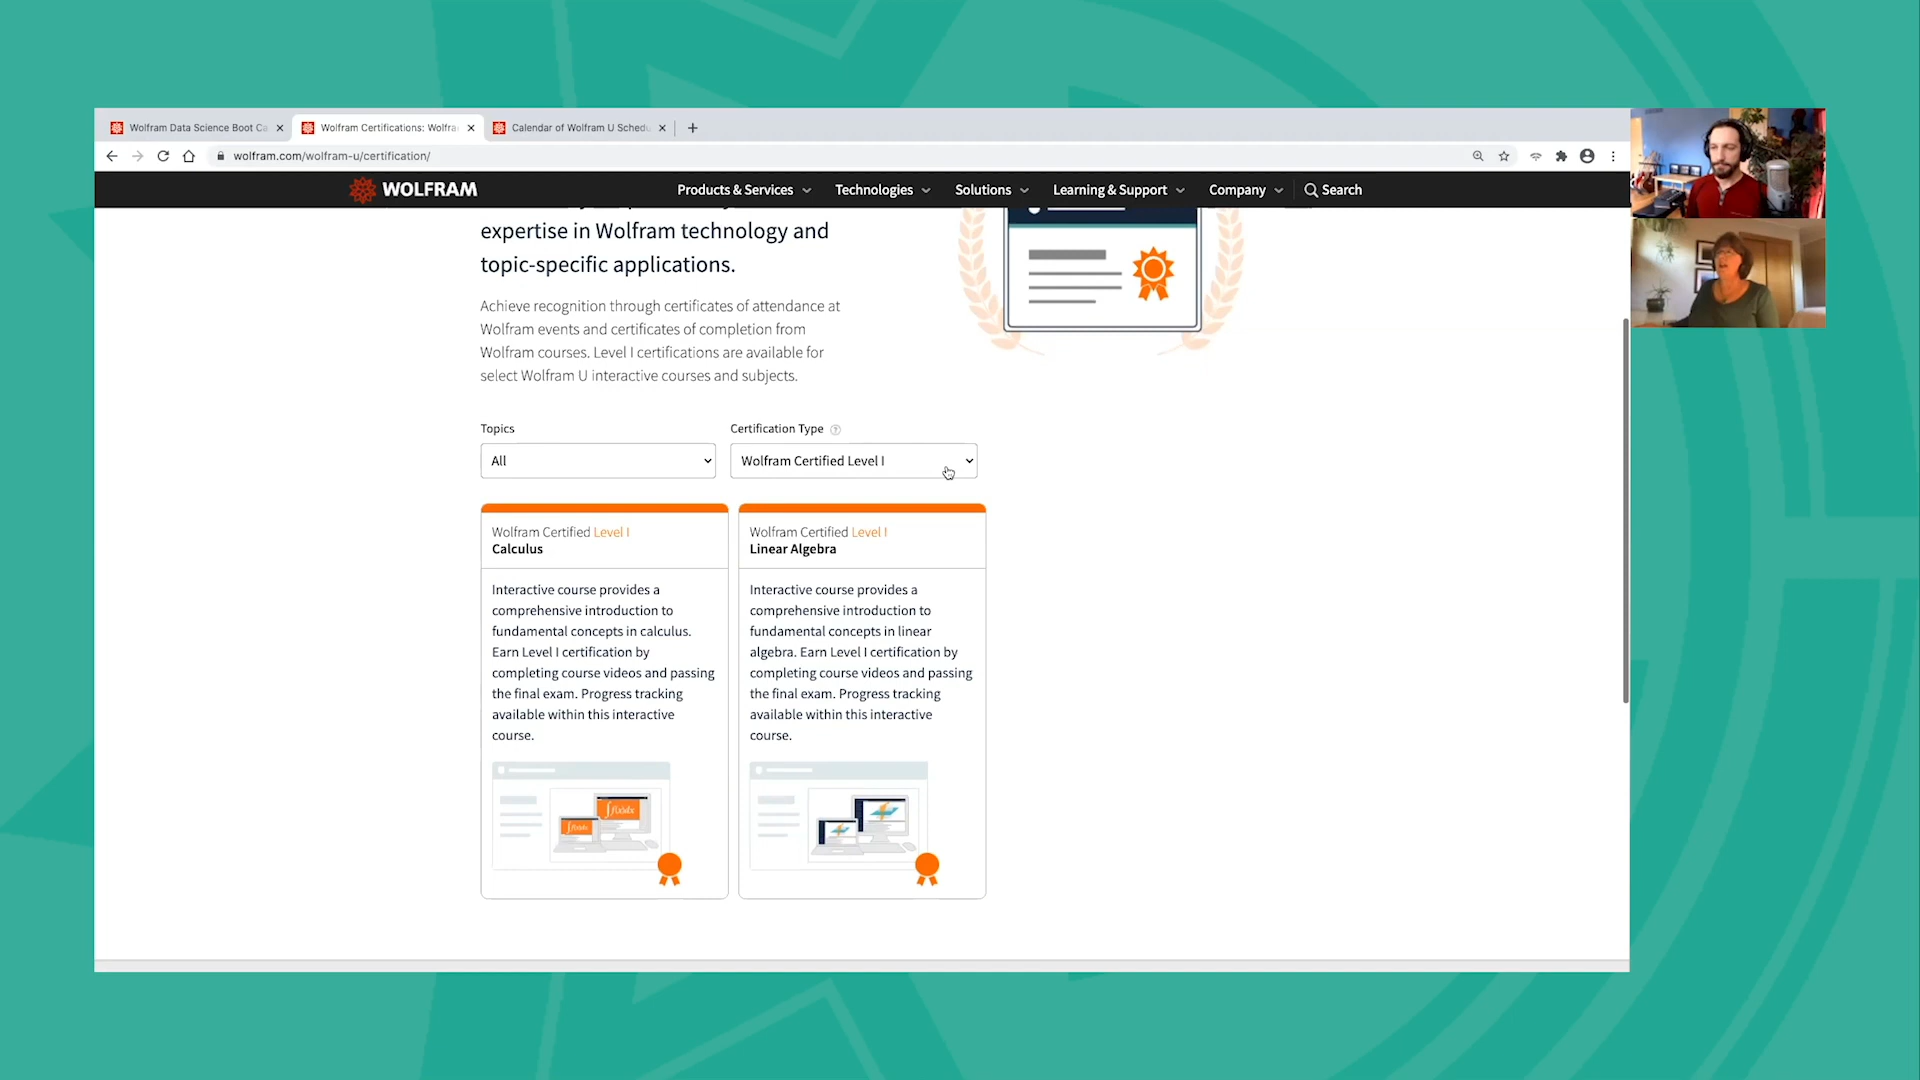 Wolfram Data Science Boot Ca
Wolfram Certifications: Wolfra
Calendar of Wolfram U Schedu
wolfram.com/wolfram-u/certification/
WOLFRAM
Products & Services
Technologies
Solutions
Learning & Support
Company
Search
expertise in Wolfram technology and
topic-specific applications.
Achieve recognition through certificates of attendance at
Wolfram events and certificates of completion from
Wolfram courses. Level I certifications are available for
select Wolfram U interactive courses and subjects.
Topics
Certification Type ?
All
Wolfram Certified Level I
Wolfram Certified Level I
Calculus
Interactive course provides a
comprehensive introduction to
fundamental concepts in calculus.
Earn Level I certification by
completing course videos and passing
the final exam. Progress tracking
available within this interactive
course.
Wolfram Certified Level I
Linear Algebra
Interactive course provides a
comprehensive introduction to
fundamental concepts in linear
algebra. Earn Level I certification by
completing course videos and passing
the final exam. Progress tracking
available within this interactive
course.
∫f(x)dx
∫f(x)dx